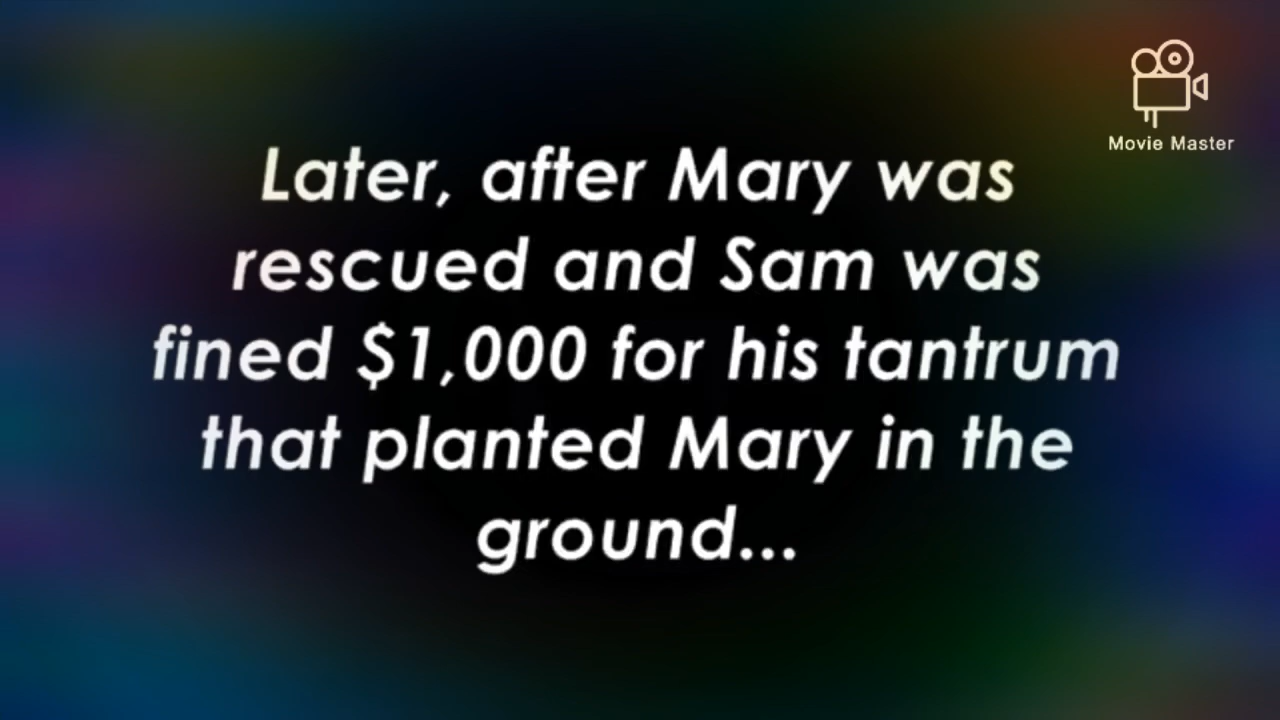 Movie Master
Later, after Mary was
rescued and Sam was
fined $1,000 for his tantrum
that planted Mary in the
ground...